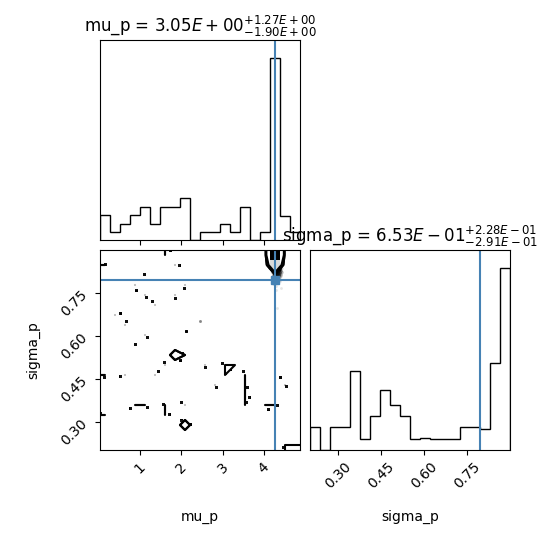 mu_p = 3.05E + 00+1.27E+00−1.90E+00
sigma_p = 6.53E − 01+2.28E−01−2.91E−01
sigma_p
0.75
0.60
0.45
0.30
1 2 3 4
0.30 0.45 0.60 0.75
mu_p
sigma_p